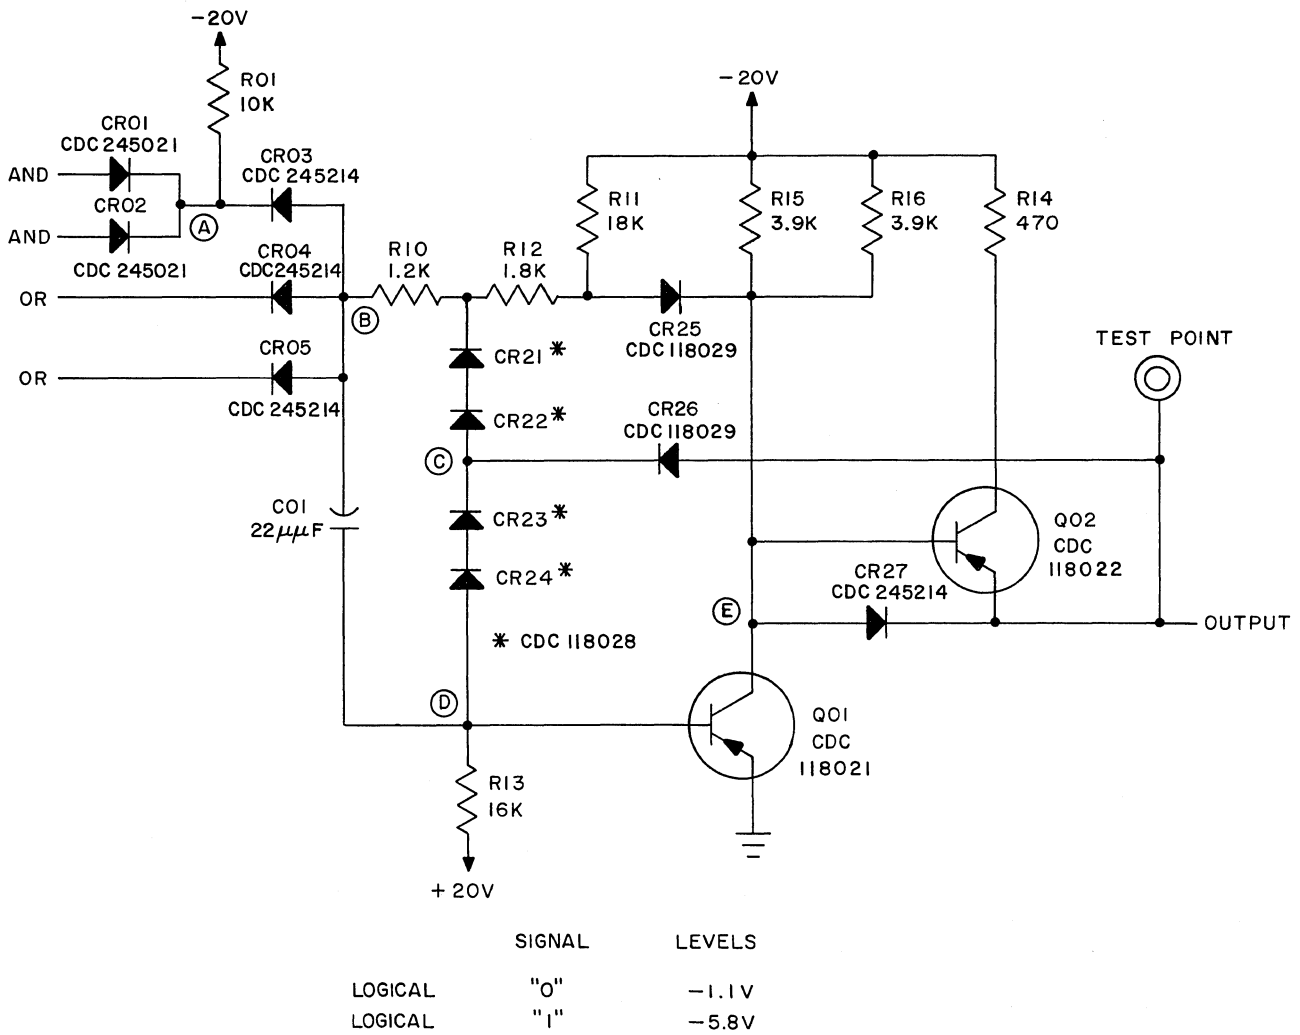 -20V
R01
10K
CR01
CDC 245021
AND
CR02
AND
CDC 245021
A
CR03
CDC 245214
CR04
CDC 245214
OR
B
CR05
OR
CDC 245214
R10
1.2K
R12
1.8K
-20V
R11
18K
R15
3.9K
R16
3.9K
R14
470
CR25
CDC 118029
TEST POINT
CR21 *
CR22 *
CR26
CDC 118029
C
C01
22μμF
CR23 *
CR24 *
* CDC 118028
Q02
CDC
118022
CR27
CDC 245214
E
OUTPUT
D
Q01
CDC
118021
R13
16K
+20V
SIGNAL LEVELS
LOGICAL "0" -1.1V
LOGICAL "1" -5.8V